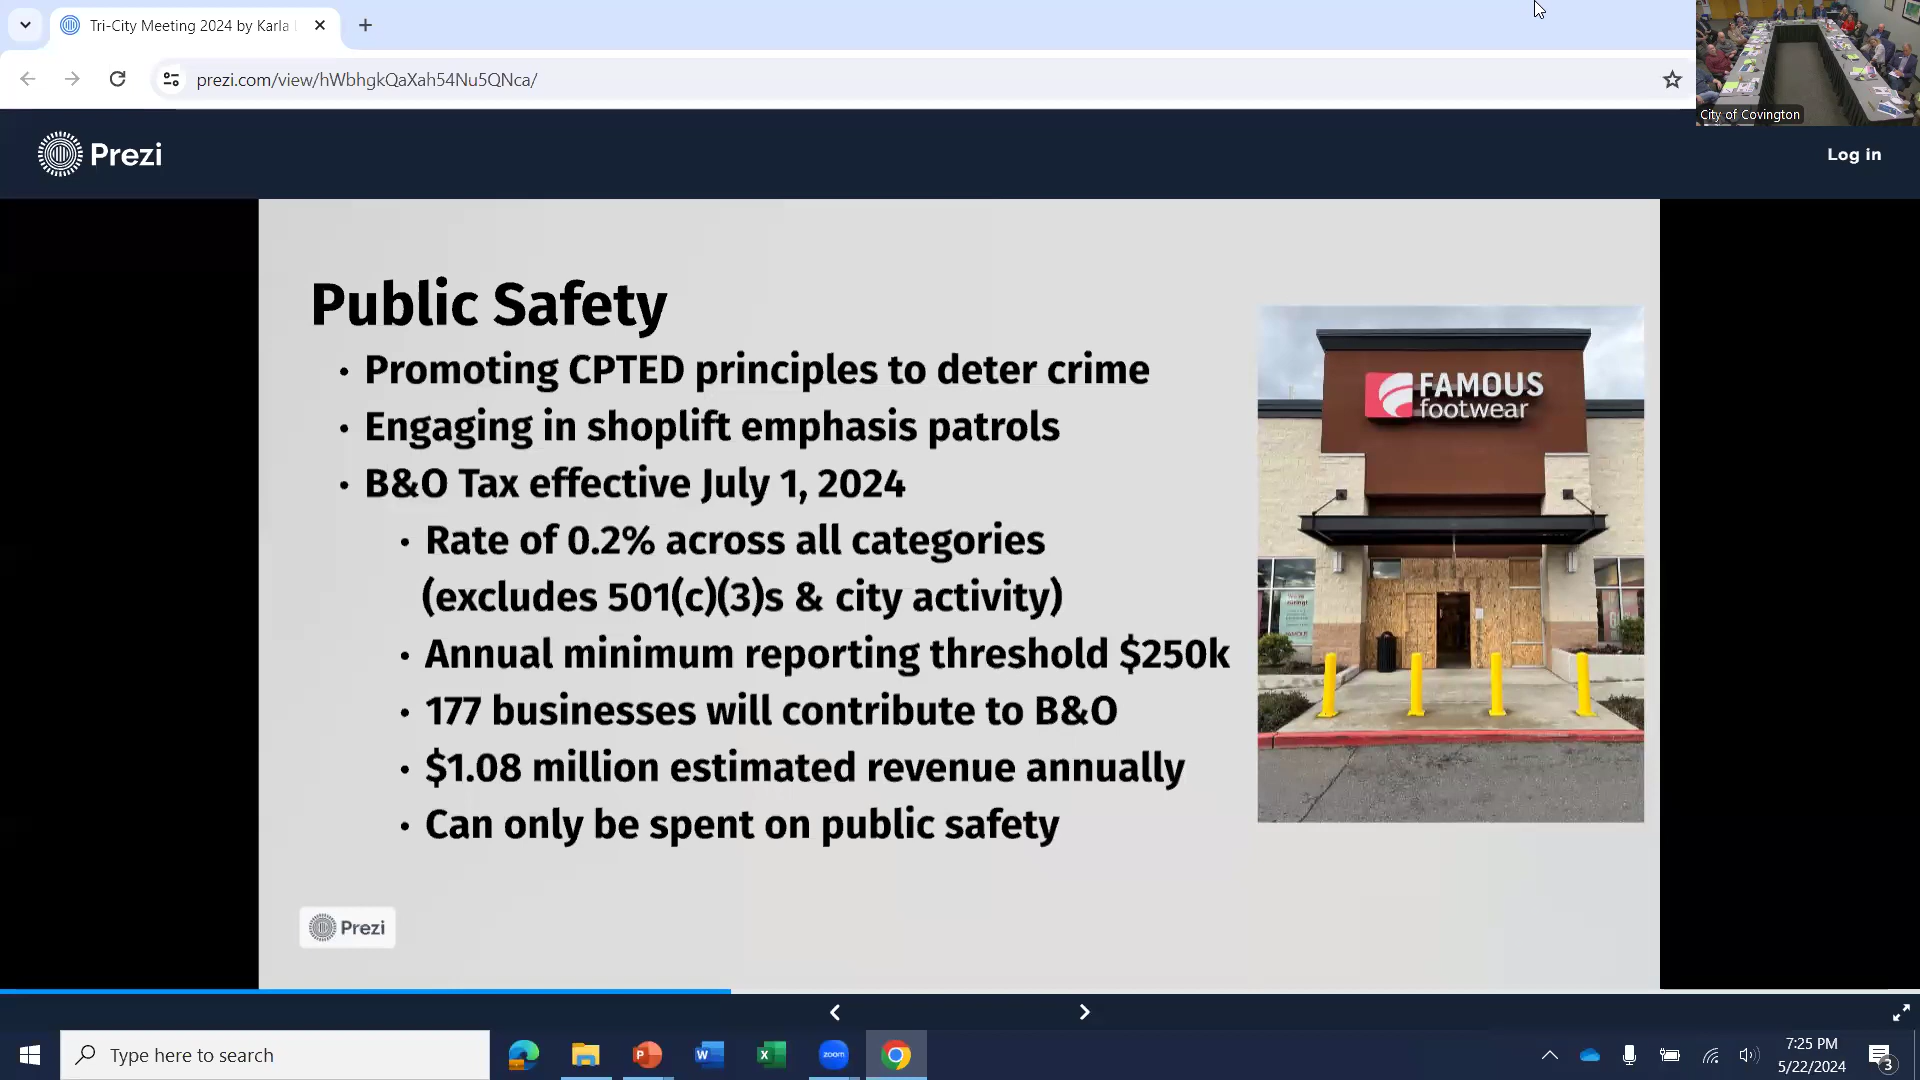 Tri-City Meeting 2024 by Karla
prezi.com/view/hWbhgkQaXah54Nu5QNca/
City of Covington
Prezi
Log in
Public Safety
• Promoting CPTED principles to deter crime
• Engaging in shoplift emphasis patrols
• B&O Tax effective July 1, 2024
• Rate of 0.2% across all categories
(excludes 501(c)(3)s & city activity)
• Annual minimum reporting threshold $250k
• 177 businesses will contribute to B&O
• $1.08 million estimated revenue annually
• Can only be spent on public safety
FAMOUS
footwear
Prezi
Type here to search
zoom
7:25 PM
5/22/2024
3